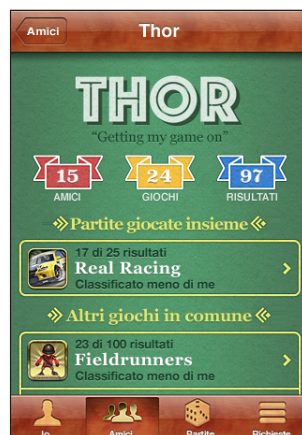 Amici
Thor
THOR
"Getting my game on"
15
24
97
AMICI
GIOCHI
RISULTATI
Partite giocate insieme
17 di 25 risultati
Real Racing
Classificato meno di me
Altri giochi in comune
23 di 100 risultati
Fieldrunners
Classificato meno di me
Io
Amici
Partite
Richieste